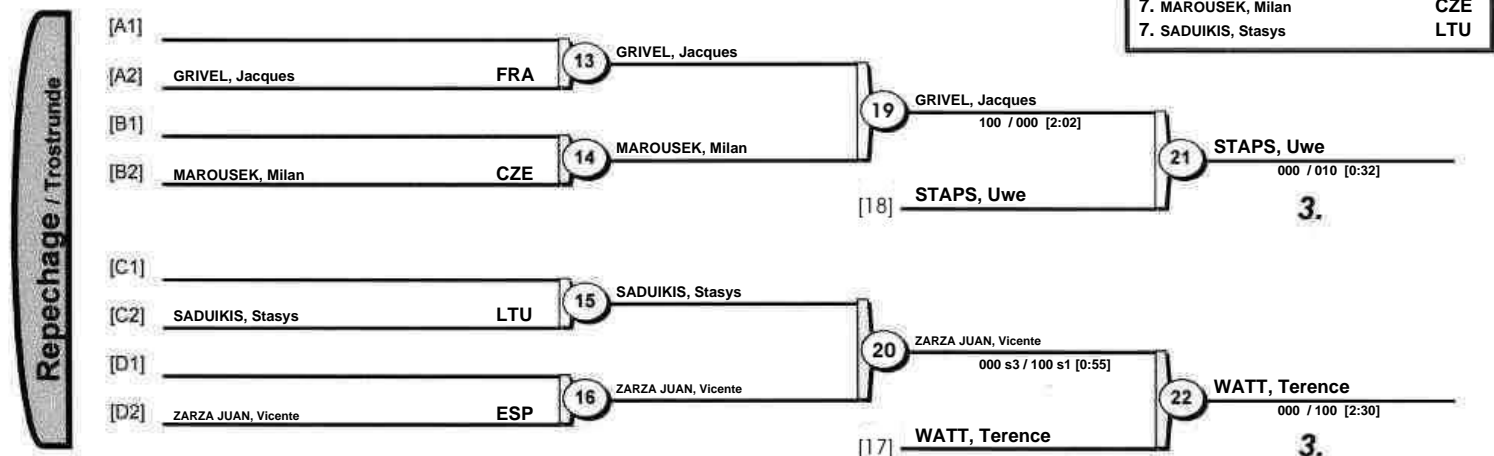 7. MAROUSEK, Milan CZE
7. SADUIKIS, Stasys LTU
Repechage / Trostrunde
[A1]
[A2] GRIVEL, Jacques FRA
13 GRIVEL, Jacques
[B1]
[B2] MAROUSEK, Milan CZE
14 MAROUSEK, Milan
19 GRIVEL, Jacques
100 / 000 [2:02]
[18] STAPS, Uwe
21 STAPS, Uwe
000 / 010 [0:32]
3.
[C1]
[C2] SADUIKIS, Stasys LTU
15 SADUIKIS, Stasys
[D1]
[D2] ZARZA JUAN, Vicente ESP
16 ZARZA JUAN, Vicente
20 ZARZA JUAN, Vicente
000 s3 / 100 s1 [0:55]
[17] WATT, Terence
22 WATT, Terence
000 / 100 [2:30]
3.